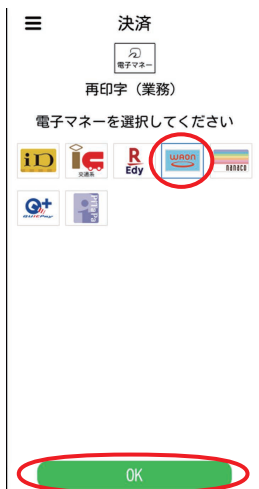 決済
電子マネー
再印字（業務）
電子マネーを選択してください
iD
交通系
R
Edy
WAON
nanaco
Q+
QUICPay
PiTaPa
OK